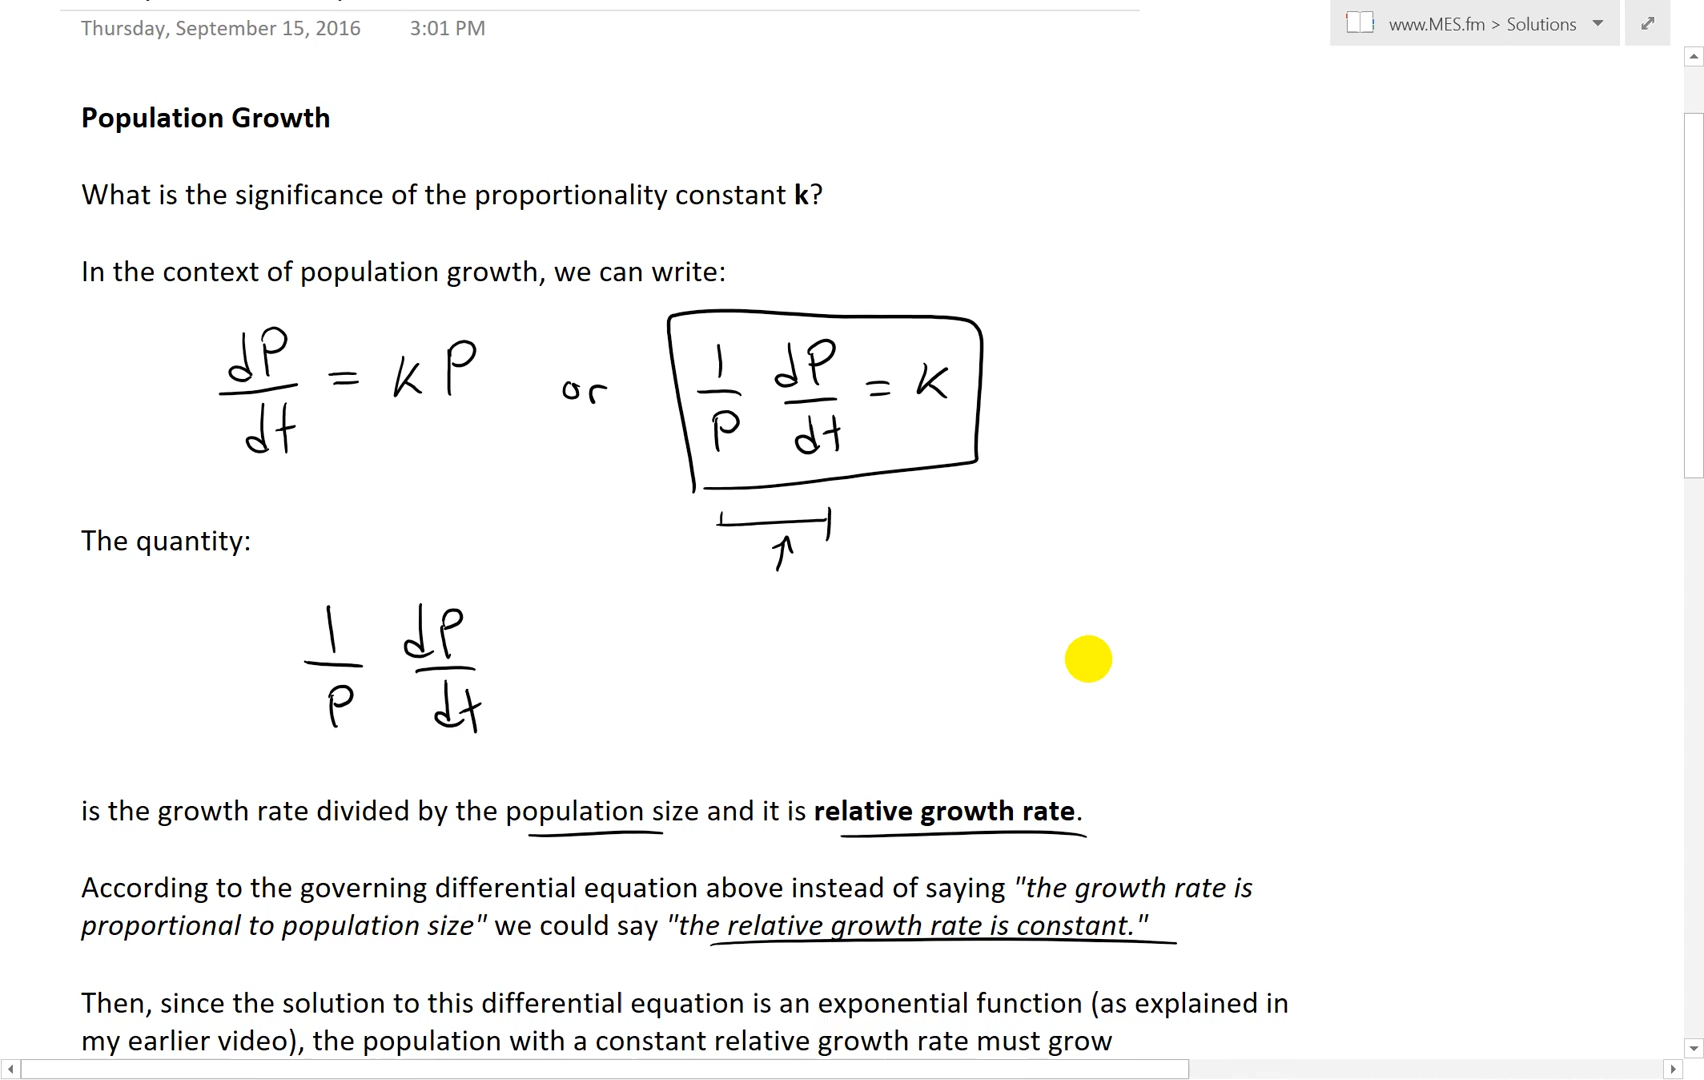 Thursday, September 15, 2016 3:01 PM
www.MES.fm > Solutions
Population Growth
What is the significance of the proportionality constant k?
In the context of population growth, we can write:
dP/dt = k P or 1/P dP/dt = k
The quantity:
1/P dP/dt
is the growth rate divided by the population size and it is relative growth rate.
According to the governing differential equation above instead of saying "the growth rate is
proportional to population size" we could say "the relative growth rate is constant."
Then, since the solution to this differential equation is an exponential function (as explained in
my earlier video), the population with a constant relative growth rate must grow